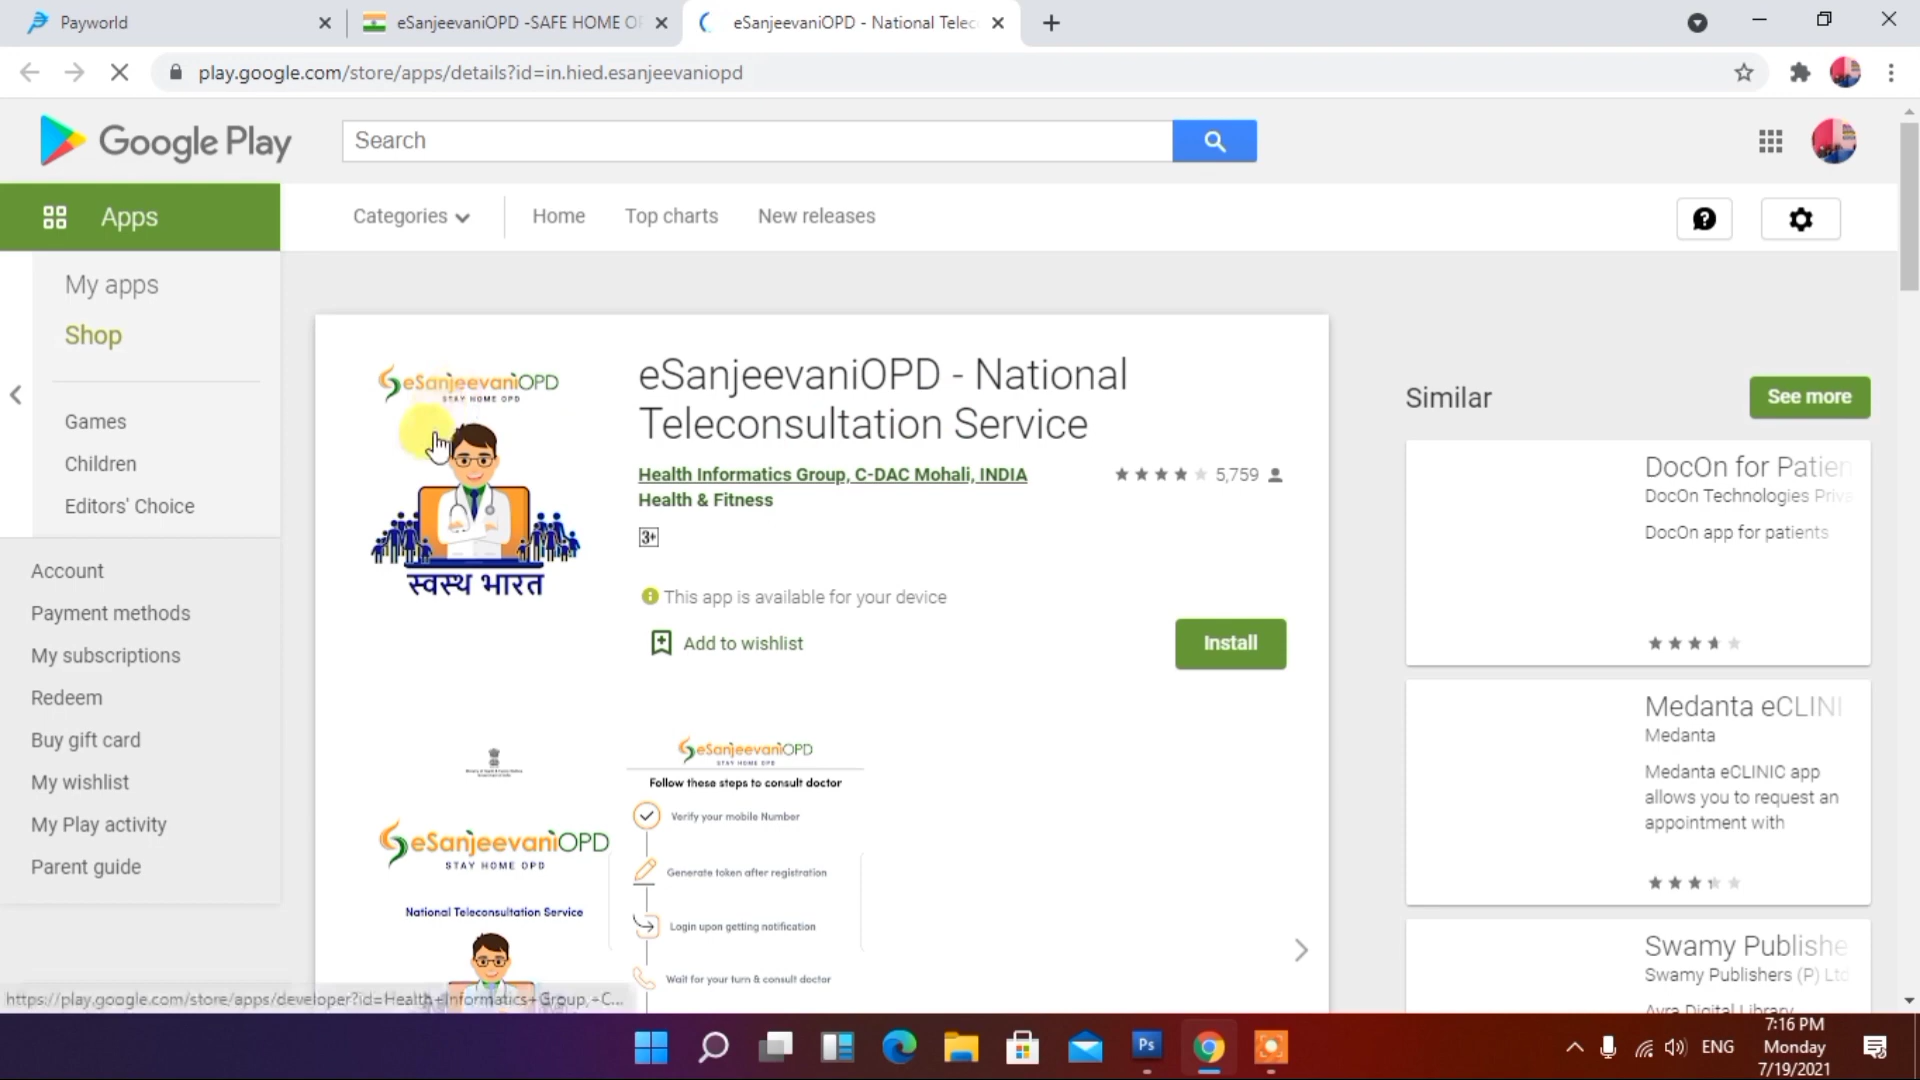 Payworld
eSanjeevaniOPD -SAFE HOME O
eSanjeevaniOPD - National Telec
play.google.com/store/apps/details?id=in.hied.esanjeevaniopd
Google Play
Search
Apps
Categories
Home
Top charts
New releases
My apps
Shop
Games
Children
Editors' Choice
Account
Payment methods
My subscriptions
Redeem
Buy gift card
My wishlist
My Play activity
Parent guide
eSanjeevaniOPD
STAY HOME OPD
स्वस्थ भारत
eSanjeevaniOPD - National
Teleconsultation Service
Health Informatics Group, C-DAC Mohali, INDIA
5,759
Health & Fitness
3+
This app is available for your device
Add to wishlist
Install
eSanjeevaniOPD
STAY HOME OPD
National Teleconsultation Service
eSanjeevaniOPD
STAY HOME OPD
Follow these steps to consult doctor
Verify your mobile Number
Generate token after registration
Login upon getting notification
Wait for your turn & consult doctor
Similar
See more
DocOn for Patien
DocOn Technologies Priva
DocOn app for patients
Medanta eCLINI
Medanta
Medanta eCLINIC app
allows you to request an
appointment with
Swamy Publishe
Swamy Publishers (P) Ltd
https://play.google.com/store/apps/developer?id=Health+Informatics+Group,+C...
Ps
ENG
7:16 PM
Monday
7/19/2021